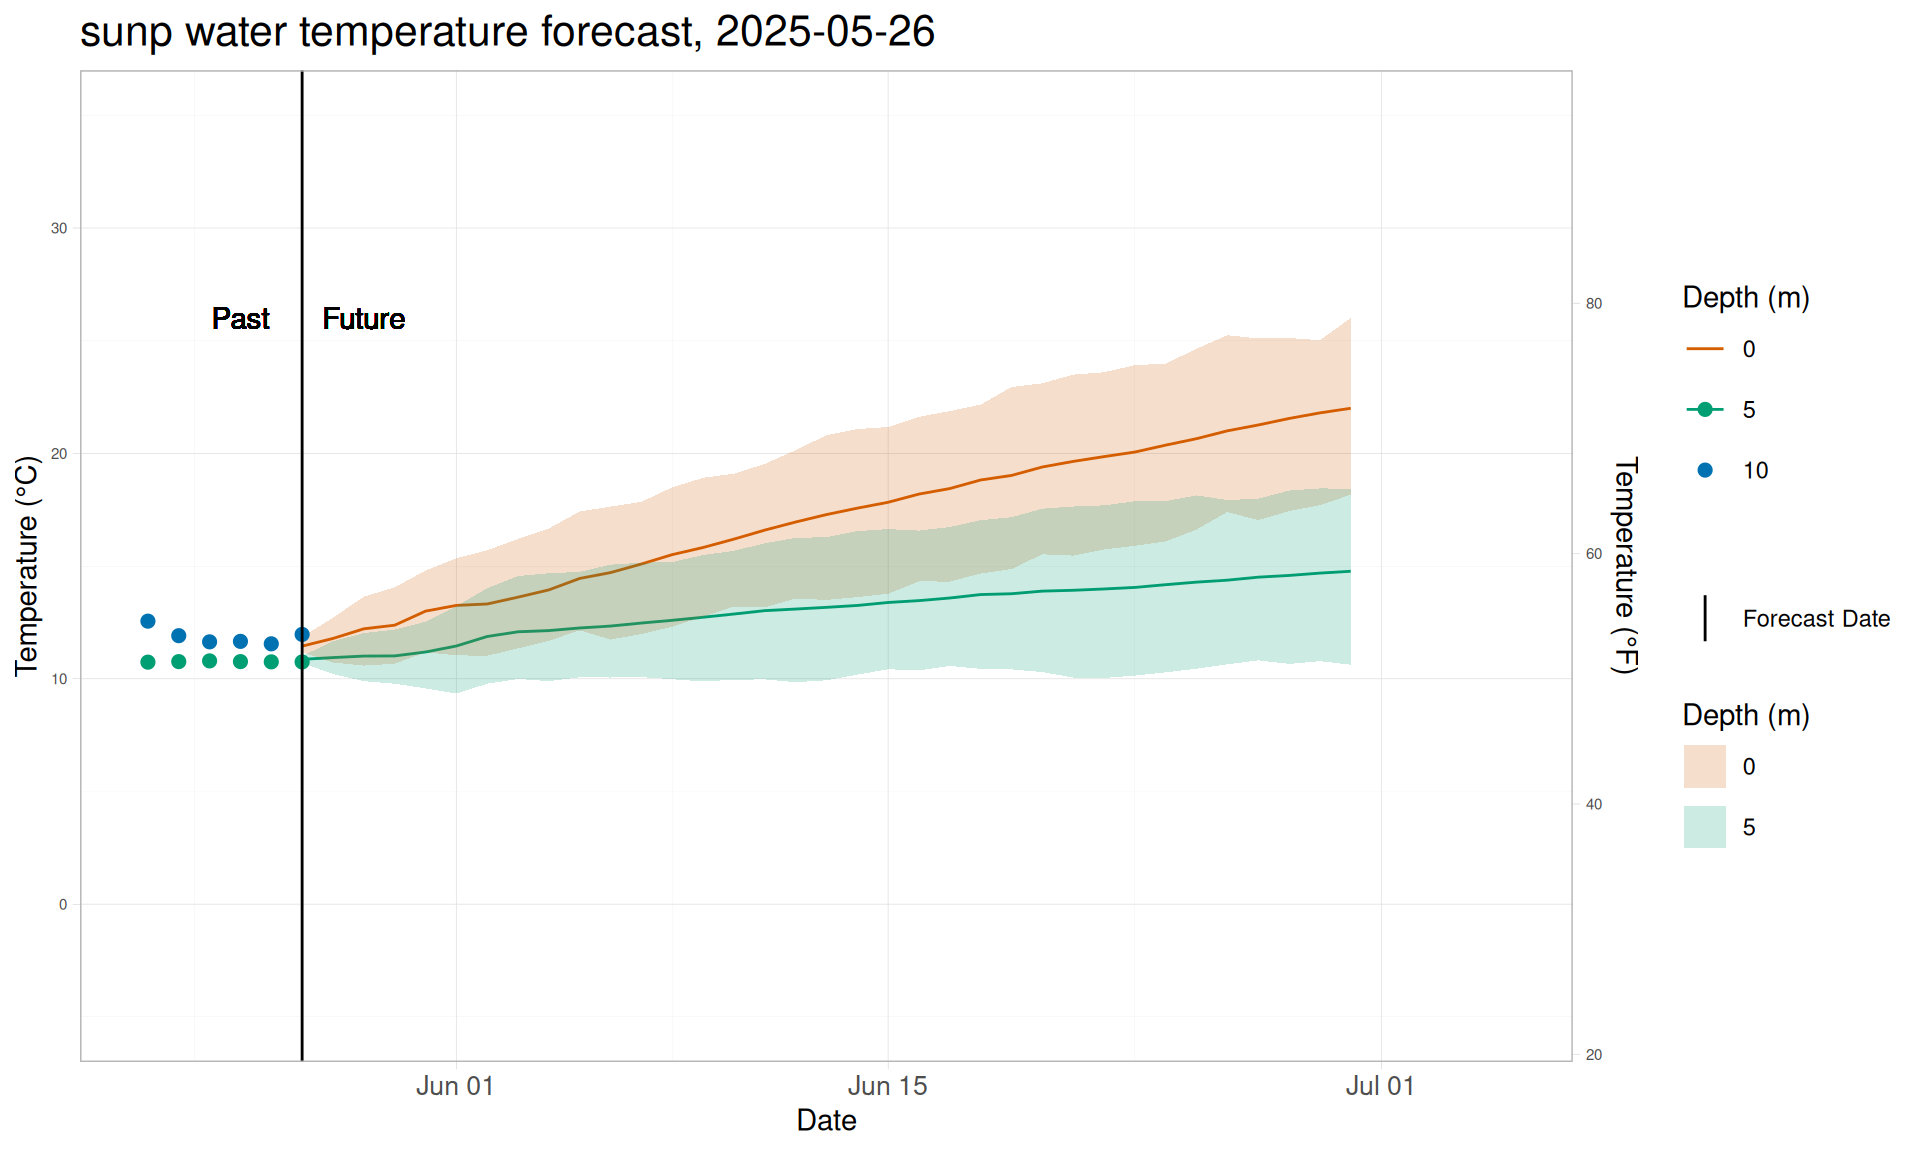 sunp water temperature forecast, 2025-05-26
Past
Future
30
20
10
0
Temperature (°C)
80
60
40
20
Temperature (°F)
Jun 01
Jun 15
Jul 01
Date
Depth (m)
0
5
10
Forecast Date
Depth (m)
0
5